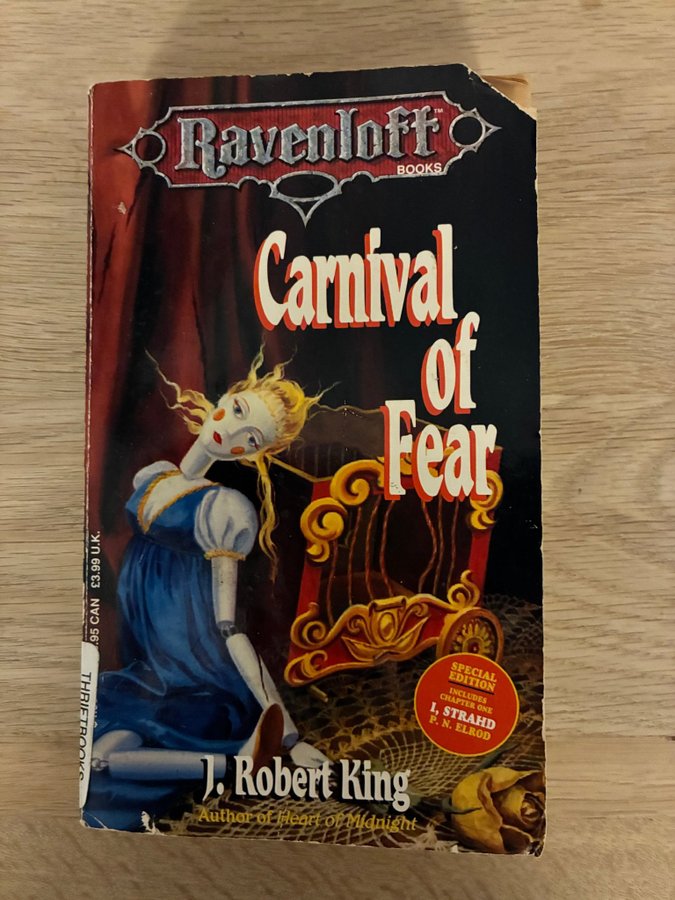 Ravenloft™
BOOKS
Carnival
of
Fear
.95 CAN £3.99 U.K.
THRIFTBOOKS
SPECIAL
EDITION
INCLUDES
CHAPTER ONE
I, STRAHD
P. N. ELROD
J. Robert King
Author of Heart of Midnight